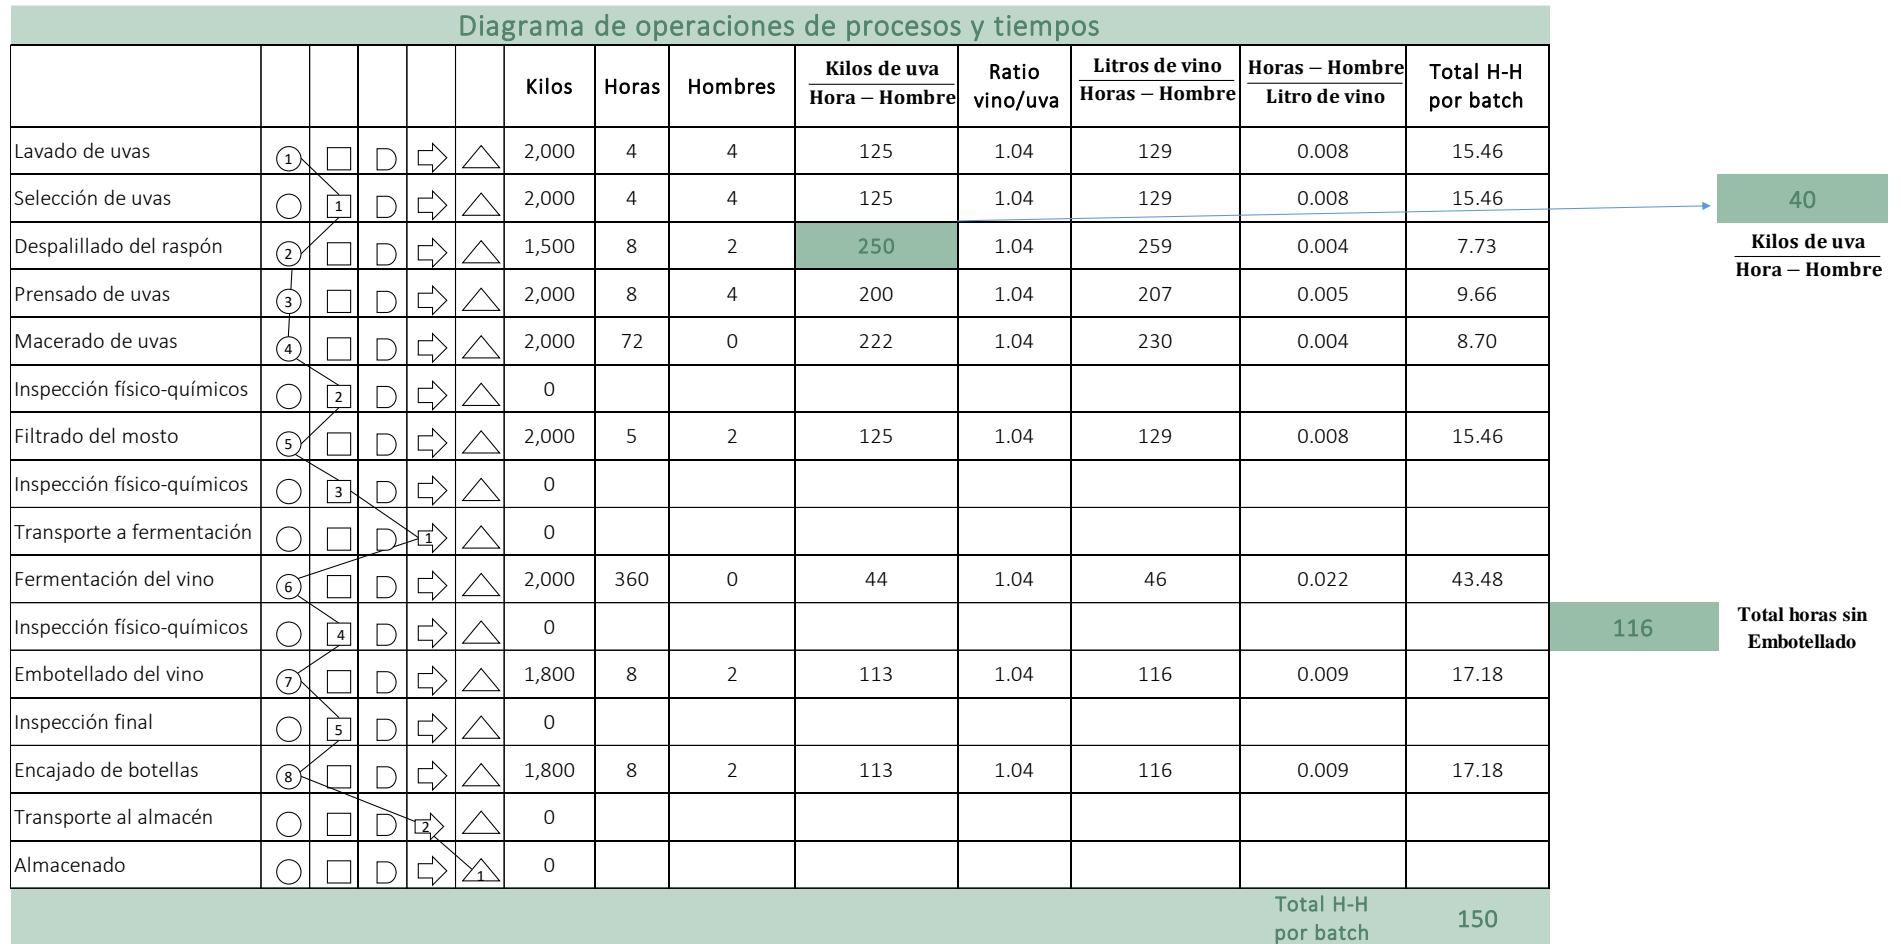 Diagrama de operaciones de procesos y tiempos
Kilos Horas Hombres Kilos de uva / Hora − Hombre Ratio vino/uva Litros de vino / Horas − Hombre Horas − Hombre / Litro de vino Total H-H por batch
Lavado de uvas 1 2,000 4 4 125 1.04 129 0.008 15.46
Selección de uvas 1 2,000 4 4 125 1.04 129 0.008 15.46
40
Kilos de uva
Hora − Hombre
Despalillado del raspón 2 1,500 8 2 250 1.04 259 0.004 7.73
Prensado de uvas 3 2,000 8 4 200 1.04 207 0.005 9.66
Macerado de uvas 4 2,000 72 0 222 1.04 230 0.004 8.70
Inspección físico-químicos 2 0
Filtrado del mosto 5 2,000 5 2 125 1.04 129 0.008 15.46
Inspección físico-químicos 3 0
Transporte a fermentación 1 0
Fermentación del vino 6 2,000 360 0 44 1.04 46 0.022 43.48
Inspección físico-químicos 4 0
116
Total horas sin
Embotellado
Embotellado del vino 7 1,800 8 2 113 1.04 116 0.009 17.18
Inspección final 5 0
Encajado de botellas 8 1,800 8 2 113 1.04 116 0.009 17.18
Transporte al almacén 2 0
Almacenado 1 0
Total H-H
por batch
150